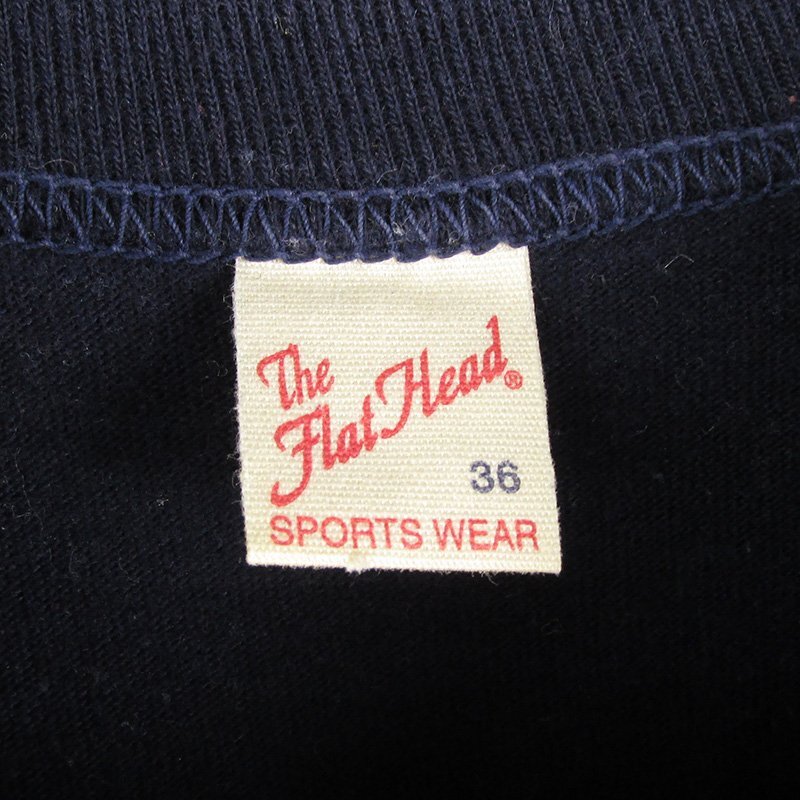 The
Flat Head®
36
SPORTS WEAR